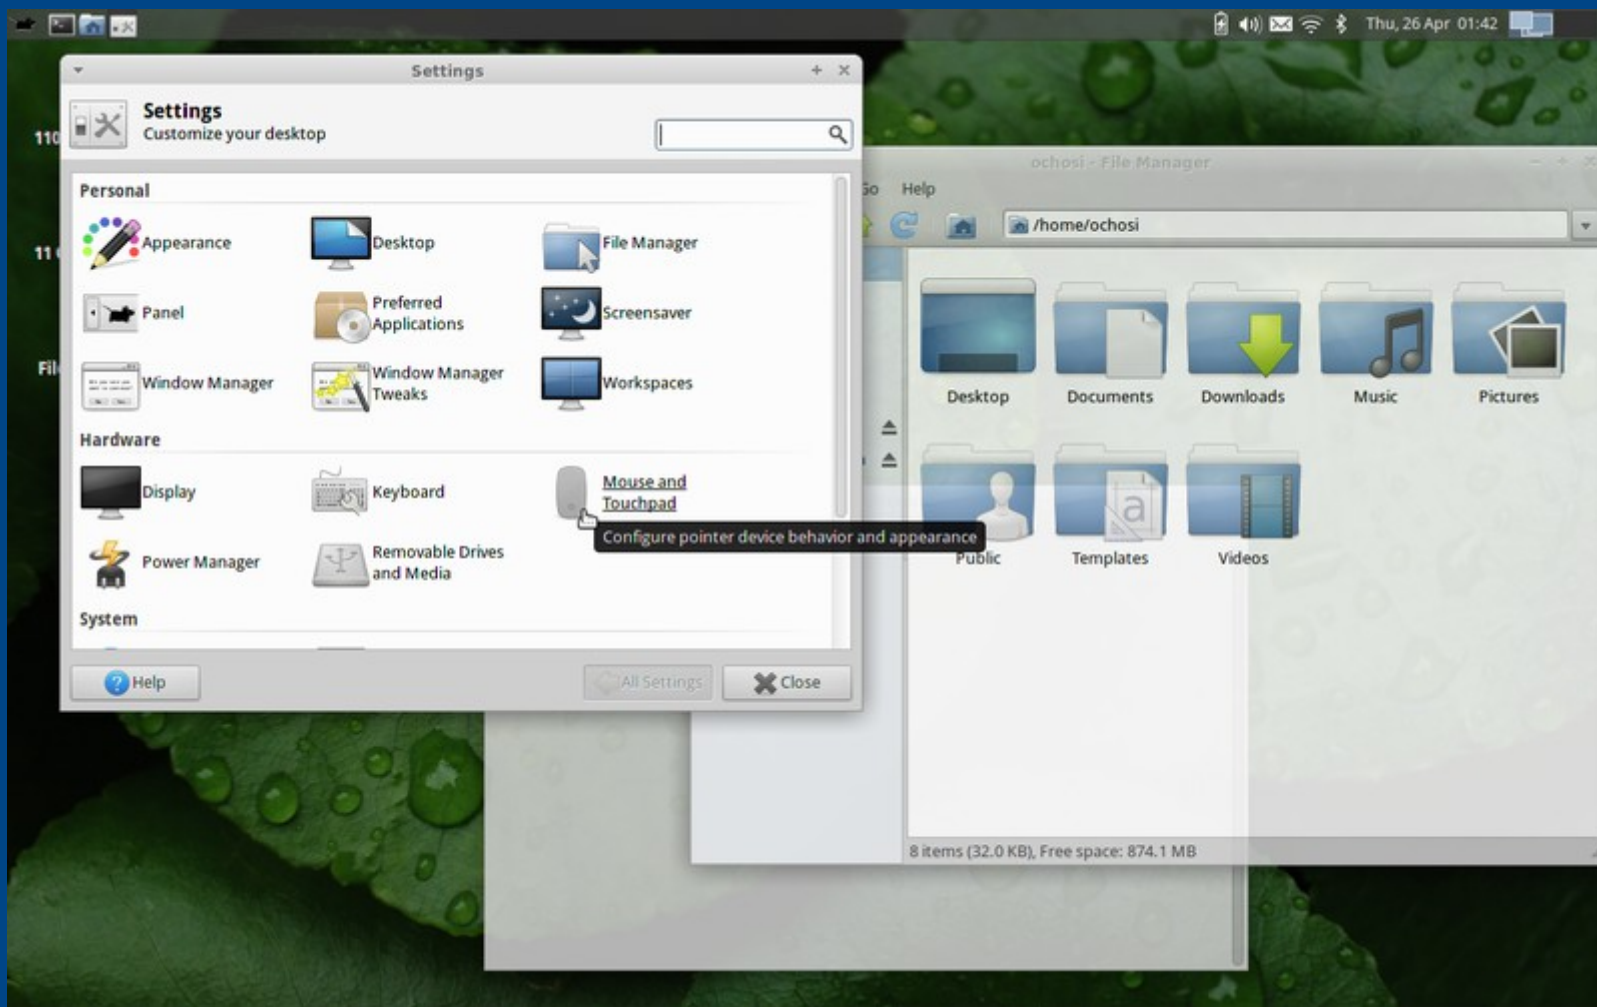 Thu, 26 Apr 01:42
Settings
Settings
Customize your desktop
Personal
Appearance
Desktop
File Manager
Panel
Preferred
Applications
Screensaver
Window Manager
Window Manager
Tweaks
Workspaces
Hardware
Display
Keyboard
Mouse and
Touchpad
Configure pointer device behavior and appearance
Power Manager
Removable Drives
and Media
System
Help
All Settings
Close
110
11
ochosi - File Manager
Help
/home/ochosi
Desktop
Documents
Downloads
Music
Pictures
Public
Templates
Videos
a
8 items (32.0 KB), Free space: 874.1 MB